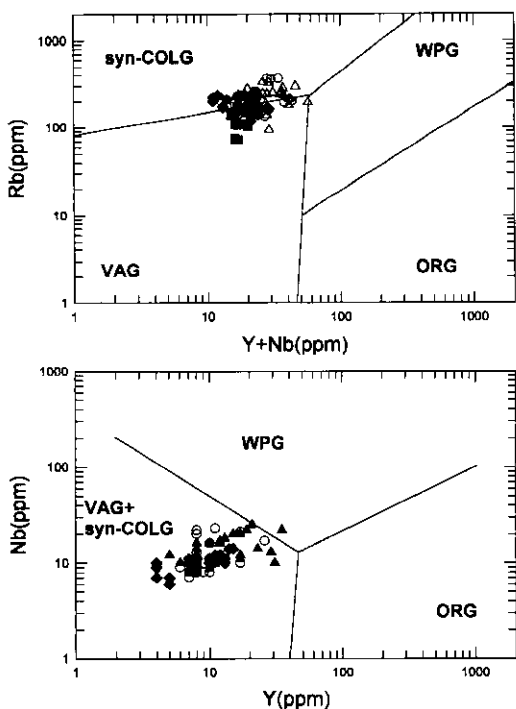 1000
syn-COLG
WPG
100
Rb(ppm)
10
VAG
ORG
1
1
10
100
1000
Y+Nb(ppm)
1000
WPG
100
VAG+
syn-COLG
Nb(ppm)
10
ORG
1
1
10
100
1000
Y(ppm)